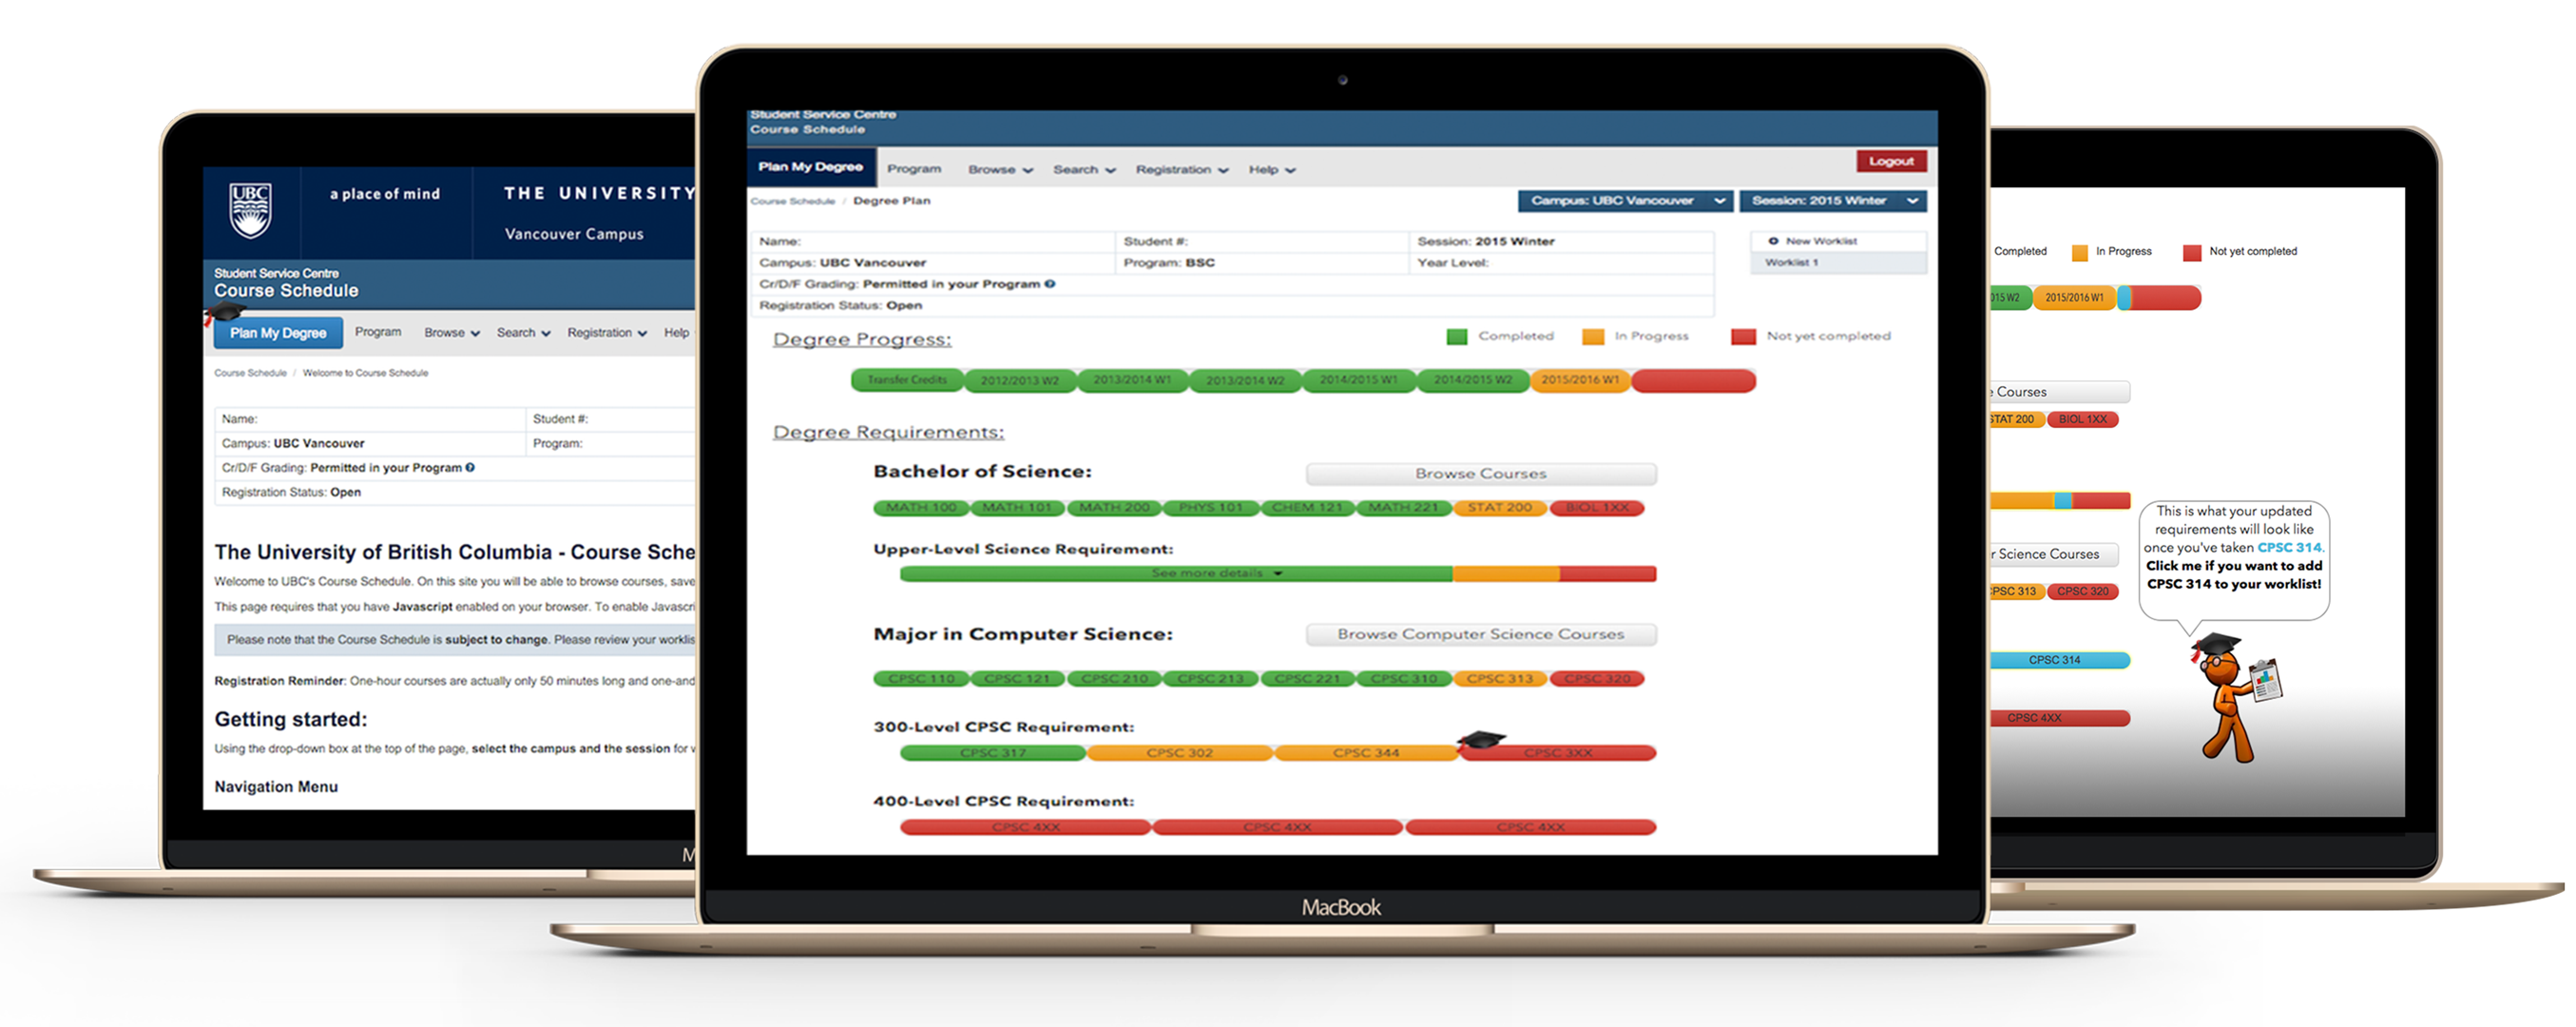 UBC
a place of mind
THE UNIVERSITY
Vancouver Campus
Student Service Centre
Course Schedule
Plan My Degree Program Browse Search Registration Help
Course Schedule / Welcome to Course Schedule
Name: Student #:
Campus: UBC Vancouver Program:
Cr/D/F Grading: Permitted in your Program
Registration Status: Open
The University of British Columbia - Course Sche
Welcome to UBC's Course Schedule. On this site you will be able to browse courses, save
This page requires that you have Javascript enabled on your browser. To enable Javascri
Please note that the Course Schedule is subject to change. Please review your worklis
Registration Reminder: One-hour courses are actually only 50 minutes long and one-and
Getting started:
Using the drop-down box at the top of the page, select the campus and the session for
Navigation Menu
M
Student Service Centre
Course Schedule
Plan My Degree Program Browse Search Registration Help Logout
Course Schedule / Degree Plan Campus: UBC Vancouver Session: 2015 Winter
Name: Student #: Session: 2015 Winter
Campus: UBC Vancouver Program: BSC Year Level:
Cr/D/F Grading: Permitted in your Program
Registration Status: Open
New Worklist
Worklist 1
Degree Progress: Completed In Progress Not yet completed
Transfer Credits 2012/2013 W2 2013/2014 W1 2013/2014 W2 2014/2015 W1 2014/2015 W2 2015/2016 W1
Degree Requirements:
Bachelor of Science: Browse Courses
MATH 100 MATH 101 MATH 200 PHYS 101 CHEM 121 MATH 221 STAT 200 BIOL 1XX
Upper-Level Science Requirement:
See more details
Major in Computer Science: Browse Computer Science Courses
CPSC 110 CPSC 121 CPSC 210 CPSC 213 CPSC 221 CPSC 310 CPSC 313 CPSC 320
300-Level CPSC Requirement:
CPSC 317 CPSC 302 CPSC 344 CPSC 3XX
400-Level CPSC Requirement:
CPSC 4XX CPSC 4XX CPSC 4XX
MacBook
Completed In Progress Not yet completed
015 W2 2015/2016 W1
e Courses
STAT 200 BIOL 1XX
r Science Courses
CPSC 313 CPSC 320
CPSC 314
CPSC 4XX
This is what your updated
requirements will look like
once you've taken CPSC 314.
Click me if you want to add
CPSC 314 to your worklist!